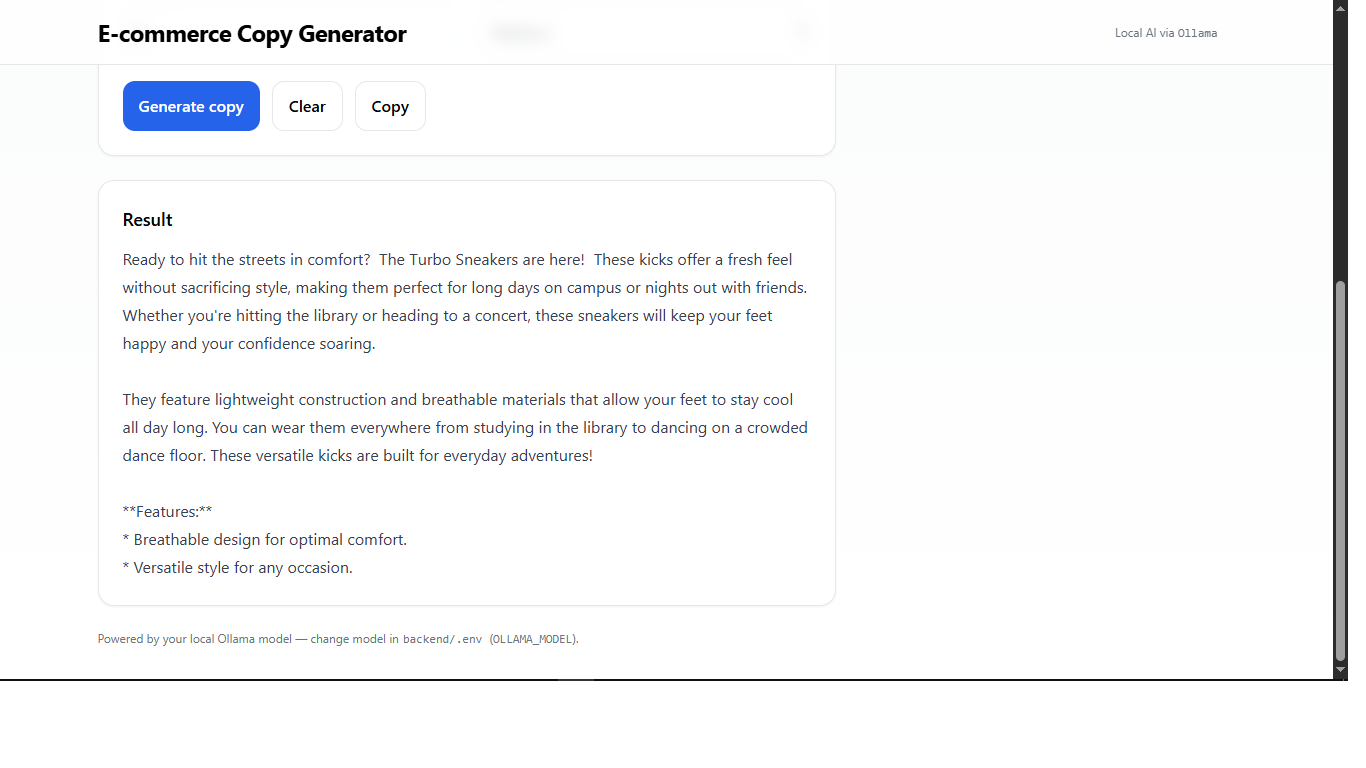 E-commerce Copy Generator
Local AI via Ollama
Generate copy
Clear
Copy
Result
Ready to hit the streets in comfort?  The Turbo Sneakers are here!  These kicks offer a fresh feel
without sacrificing style, making them perfect for long days on campus or nights out with friends.
Whether you're hitting the library or heading to a concert, these sneakers will keep your feet
happy and your confidence soaring.
They feature lightweight construction and breathable materials that allow your feet to stay cool
all day long. You can wear them everywhere from studying in the library to dancing on a crowded
dance floor. These versatile kicks are built for everyday adventures!
**Features:**
* Breathable design for optimal comfort.
* Versatile style for any occasion.
Powered by your local Ollama model — change model in backend/.env (OLLAMA_MODEL).